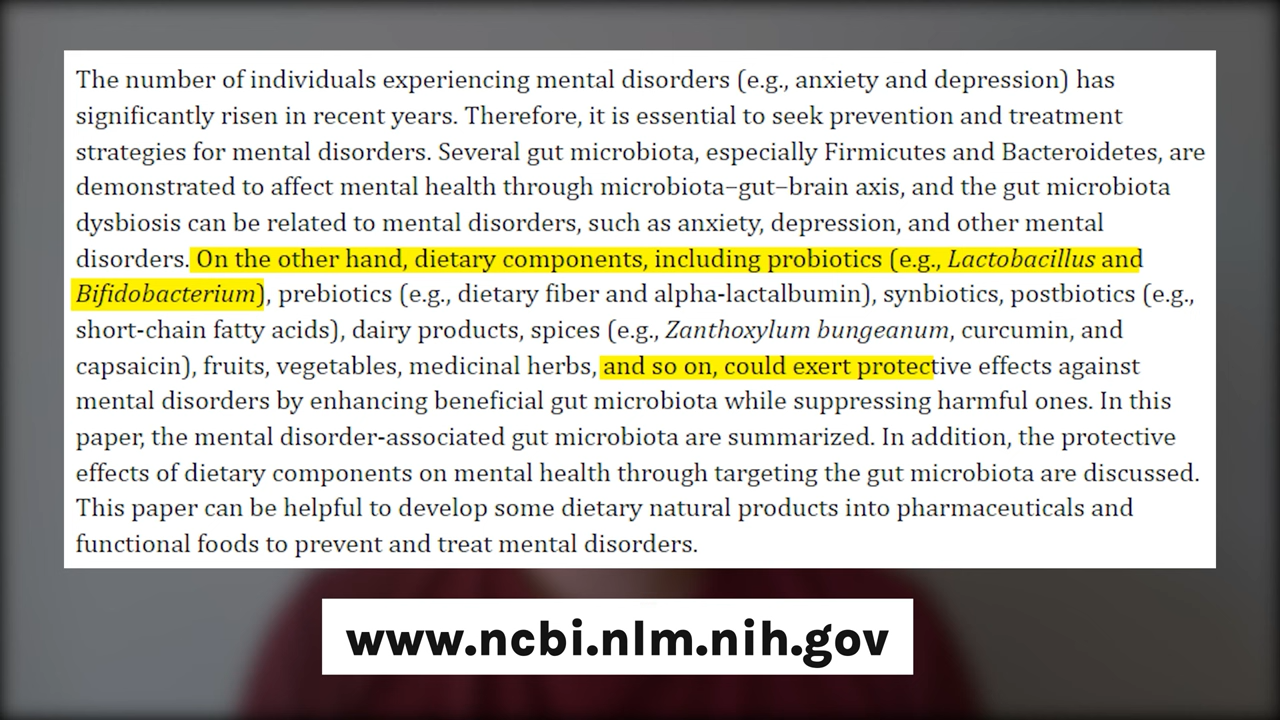 The number of individuals experiencing mental disorders (e.g., anxiety and depression) has
significantly risen in recent years. Therefore, it is essential to seek prevention and treatment
strategies for mental disorders. Several gut microbiota, especially Firmicutes and Bacteroidetes, are
demonstrated to affect mental health through microbiota–gut–brain axis, and the gut microbiota
dysbiosis can be related to mental disorders, such as anxiety, depression, and other mental
disorders. On the other hand, dietary components, including probiotics (e.g., Lactobacillus and
Bifidobacterium), prebiotics (e.g., dietary fiber and alpha-lactalbumin), synbiotics, postbiotics (e.g.,
short-chain fatty acids), dairy products, spices (e.g., Zanthoxylum bungeanum, curcumin, and
capsaicin), fruits, vegetables, medicinal herbs, and so on, could exert protective effects against
mental disorders by enhancing beneficial gut microbiota while suppressing harmful ones. In this
paper, the mental disorder-associated gut microbiota are summarized. In addition, the protective
effects of dietary components on mental health through targeting the gut microbiota are discussed.
This paper can be helpful to develop some dietary natural products into pharmaceuticals and
functional foods to prevent and treat mental disorders.
www.ncbi.nlm.nih.gov